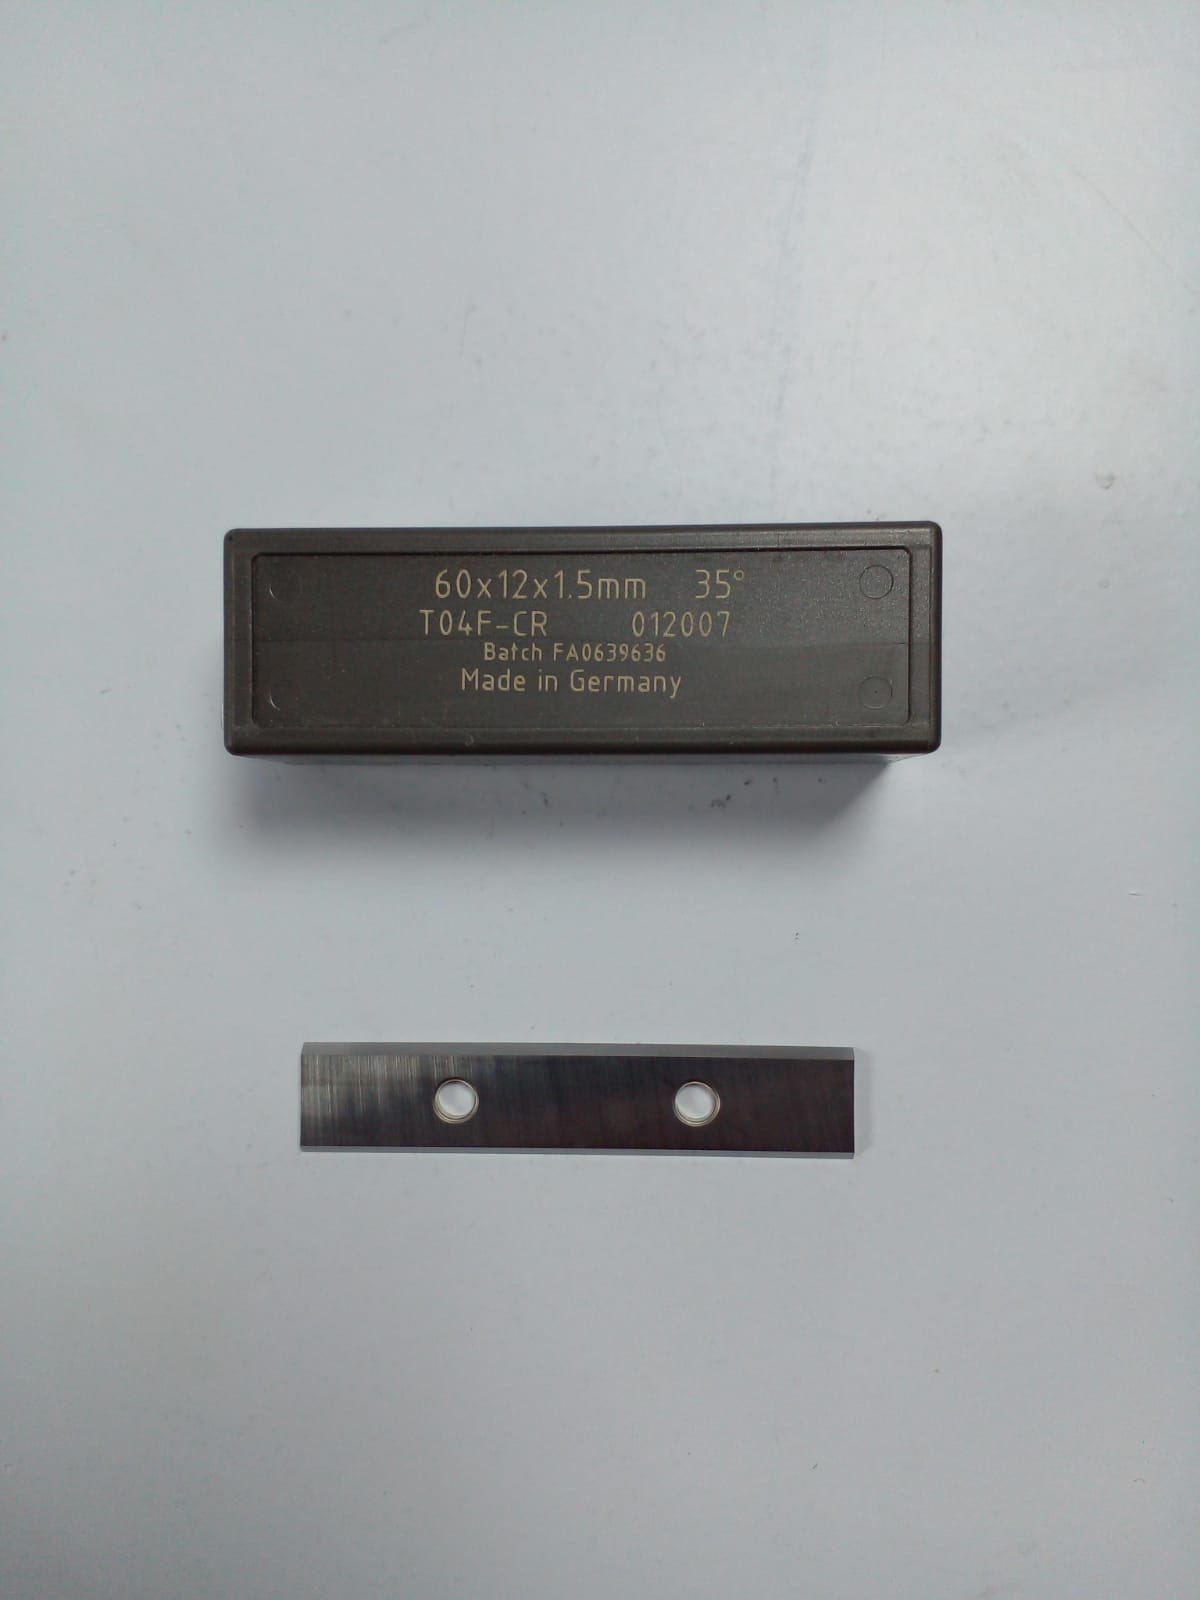 60x12x1.5mm 35°
T04F-CR 012007
Batch FA0639636
Made in Germany